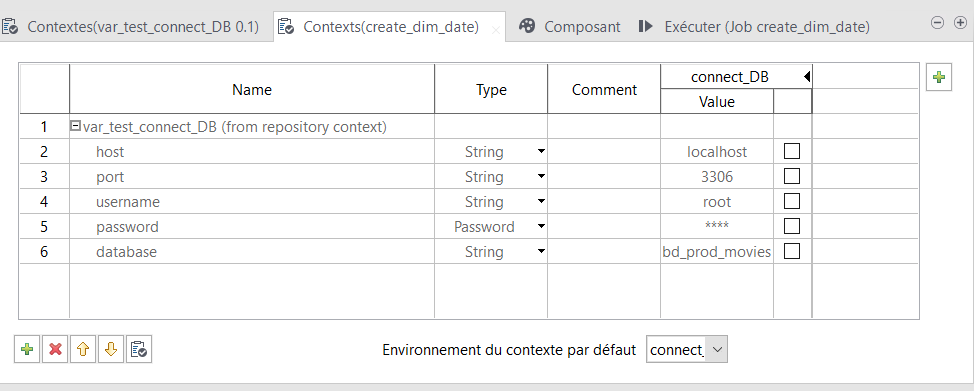 Contextes(var_test_connect_DB 0.1) Contexts(create_dim_date) Composant Exécuter (Job create_dim_date)
Name Type Comment connect_DB
Value
1 var_test_connect_DB (from repository context)
2 host String localhost
3 port String 3306
4 username String root
5 password Password ****
6 database String bd_prod_movies
Environnement du contexte par défaut connect_